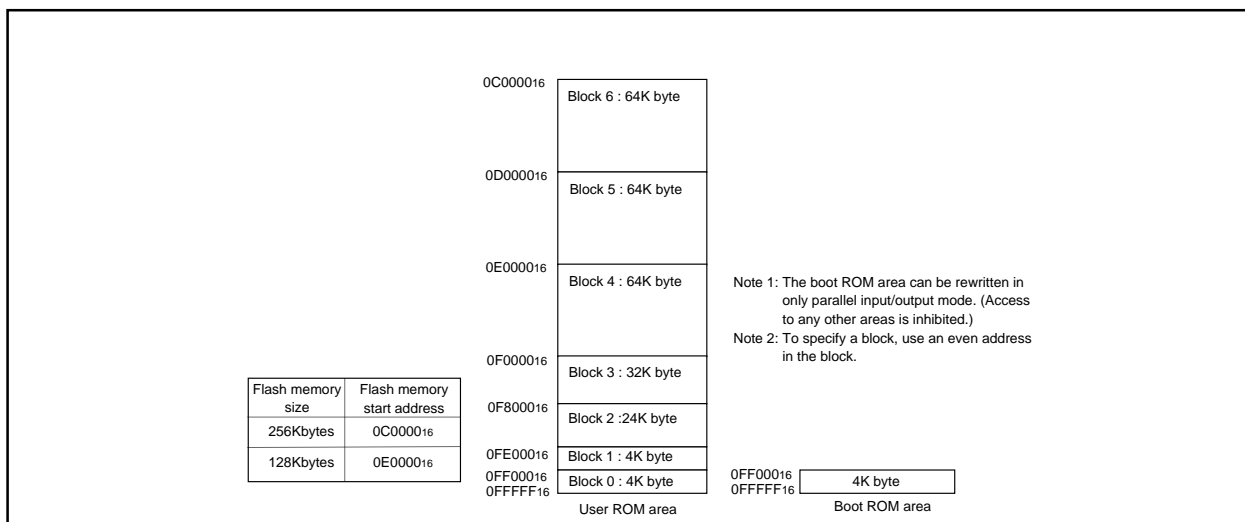 0C000016
Block 6 : 64K byte
0D000016
Block 5 : 64K byte
0E000016
Block 4 : 64K byte
Note 1: The boot ROM area can be rewritten in
only parallel input/output mode. (Access
to any other areas is inhibited.)
Note 2: To specify a block, use an even address
in the block.
0F000016
Block 3 : 32K byte
Flash memory size
Flash memory start address
256Kbytes
0C000016
128Kbytes
0E000016
0F800016
Block 2 :24K byte
0FE00016
Block 1 : 4K byte
0FF00016
Block 0 : 4K byte
0FFFFF16
User ROM area
0FF00016
4K byte
0FFFFF16
Boot ROM area